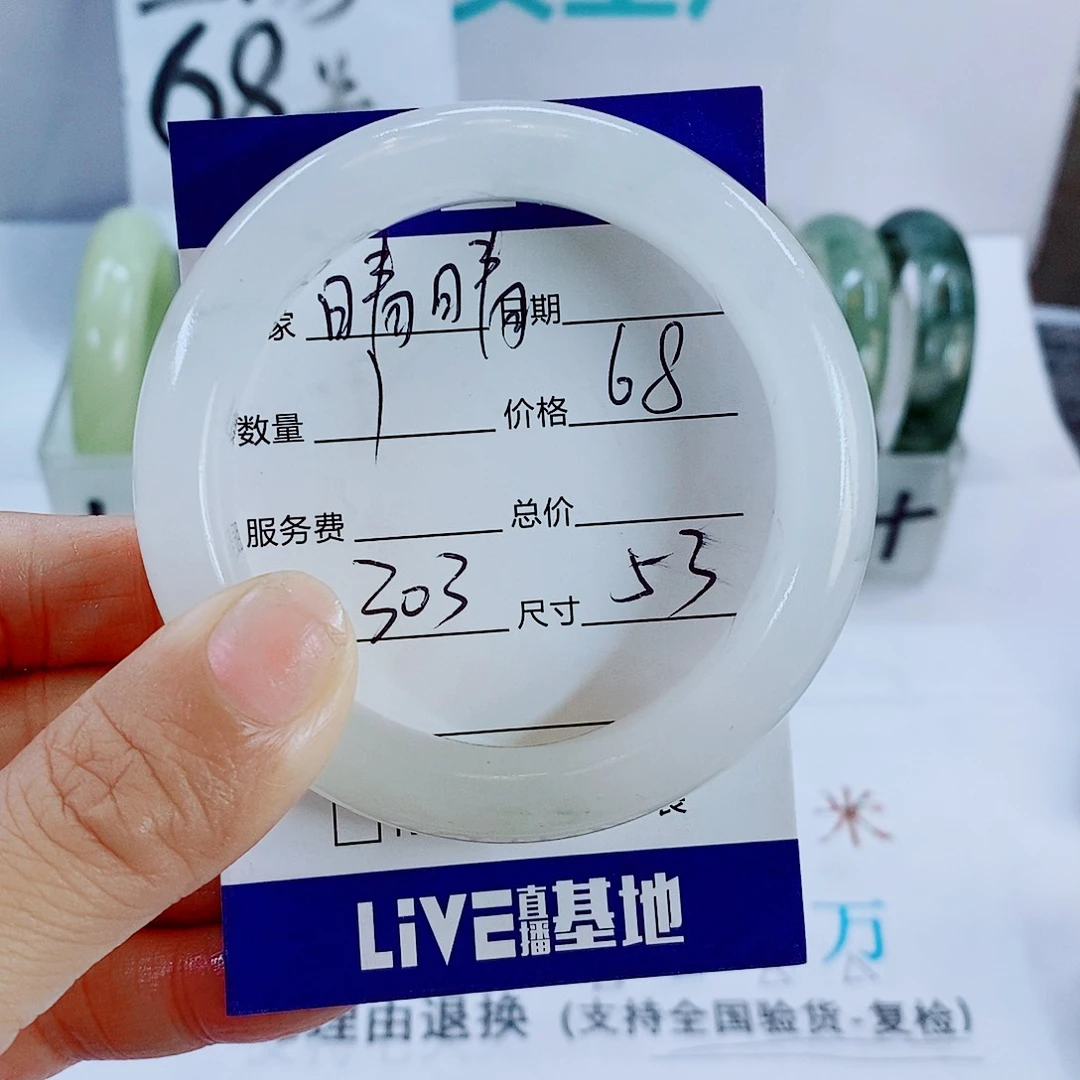 68
家 晴晴 日期
数量 1 价格 68
服务费 总价
303 尺寸 53
LiVE直播基地
米
万
理由退换 (支持全国验货-复检)